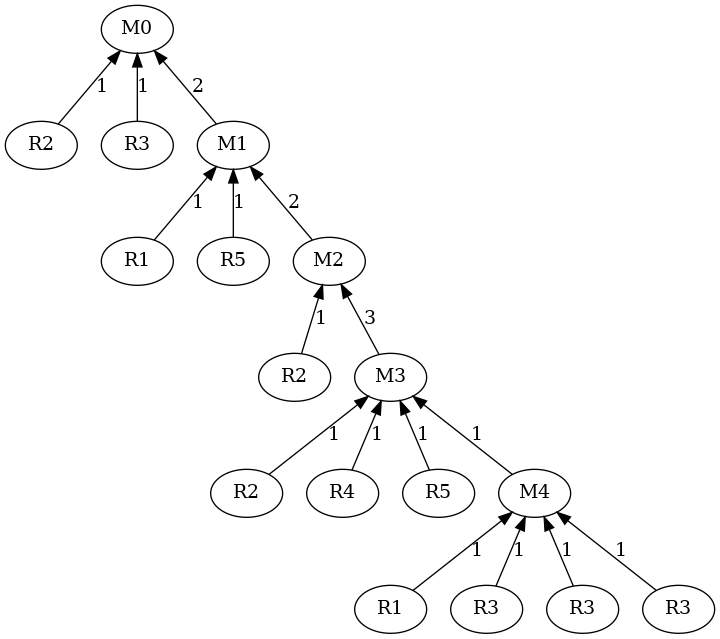 M0
1 1 2
R2 R3 M1
1 1 2
R1 R5 M2
1 3
R2 M3
1 1 1 1
R2 R4 R5 M4
1 1 1 1
R1 R3 R3 R3